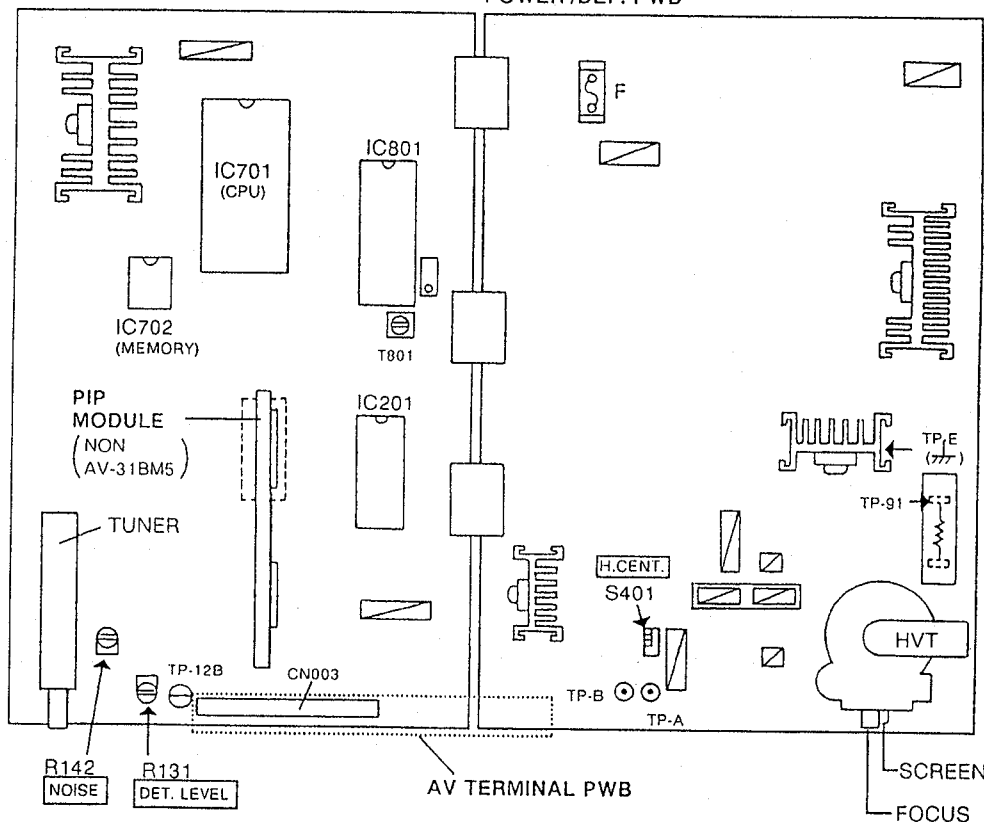 POWER/DEF. PWB
F
IC701
(CPU)
IC801
IC702
(MEMORY)
T801
PIP
MODULE
(NON
AV-31BM5)
IC201
TP.E
( )
TP-91
TUNER
H.CENT.
S401
HVT
TP-12B
CN003
TP-B
TP-A
R142
NOISE
R131
DET. LEVEL
AV TERMINAL PWB
SCREEN
FOCUS